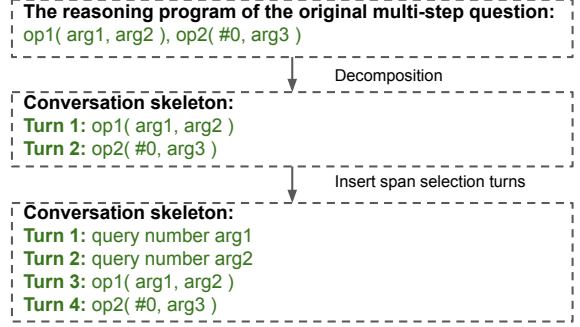 The reasoning program of the original multi-step question:
op1( arg1, arg2 ), op2( #0, arg3 )
Decomposition
Conversation skeleton:
Turn 1: op1( arg1, arg2 )
Turn 2: op2( #0, arg3 )
Insert span selection turns
Conversation skeleton:
Turn 1: query number arg1
Turn 2: query number arg2
Turn 3: op1( arg1, arg2 )
Turn 4: op2( #0, arg3 )